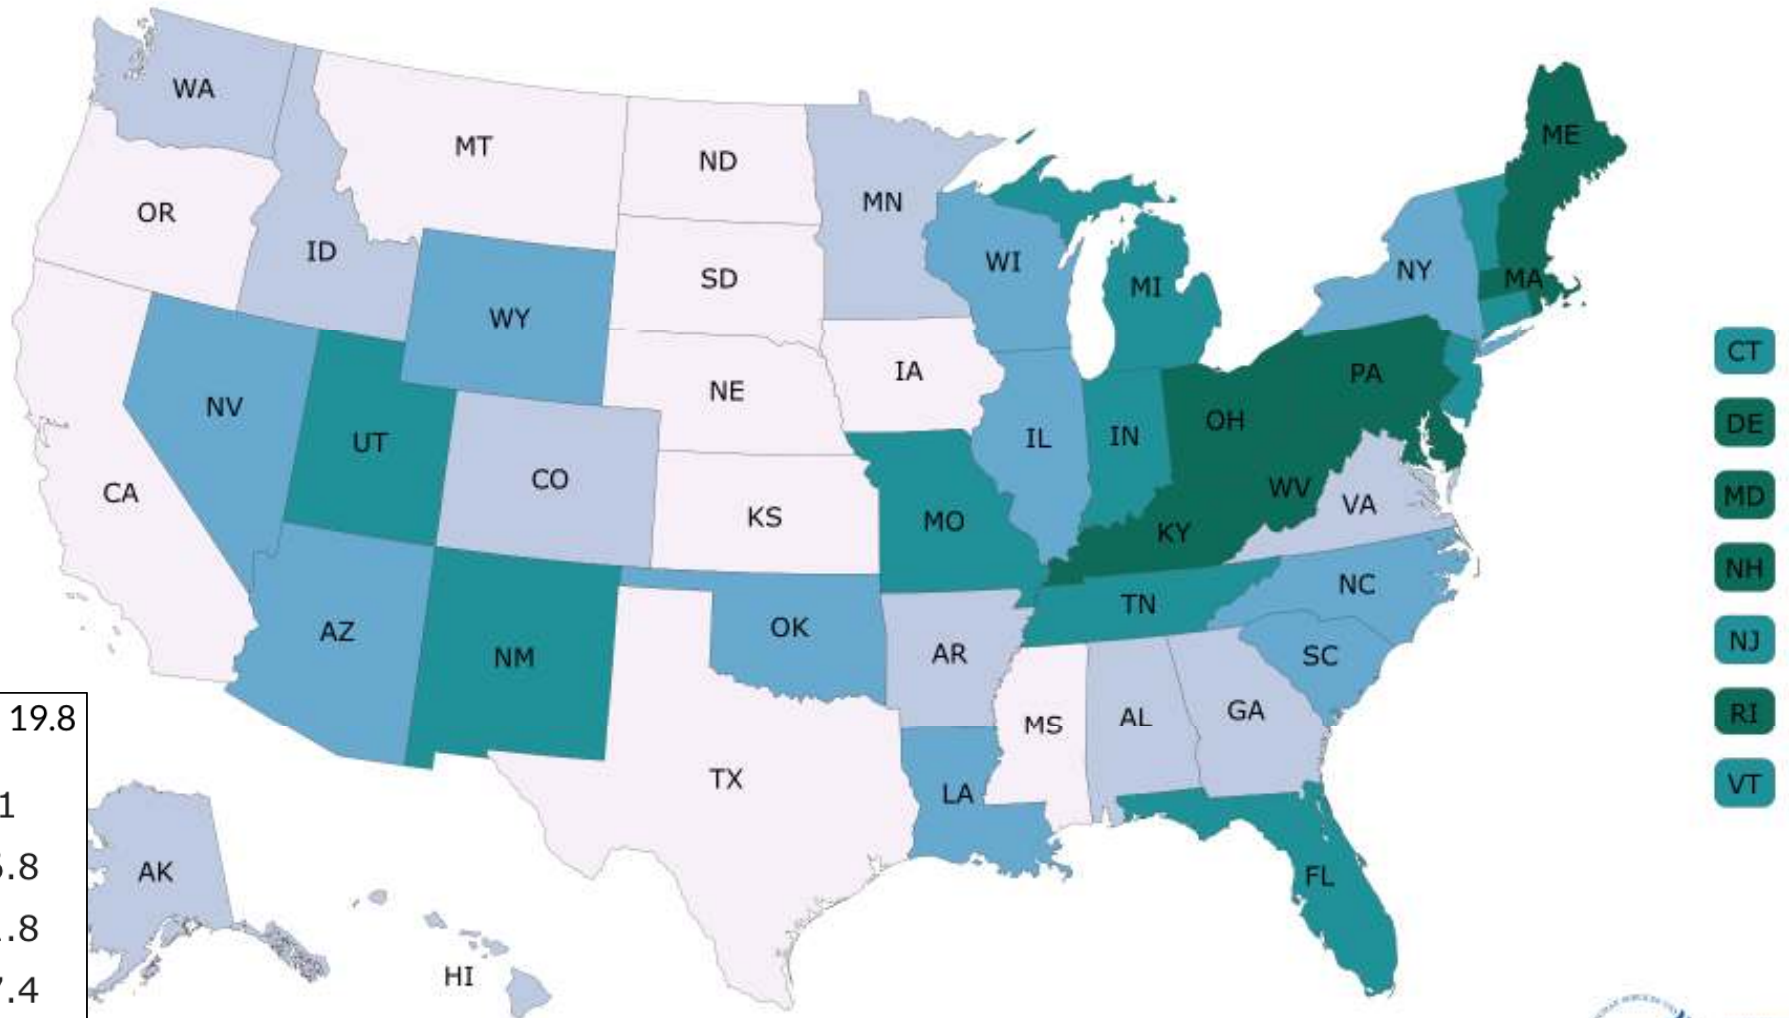 WA
MT
ND
MN
OR
ID
WY
SD
WI
MI
NY
ME
MA
NV
UT
CO
NE
IA
IL
IN
OH
PA
CA
KS
MO
WV
VA
KY
AZ
NM
OK
AR
TN
NC
SC
MS
AL
GA
TX
LA
FL
AK
HI
CT
DE
MD
NH
NJ
RI
VT
19.8